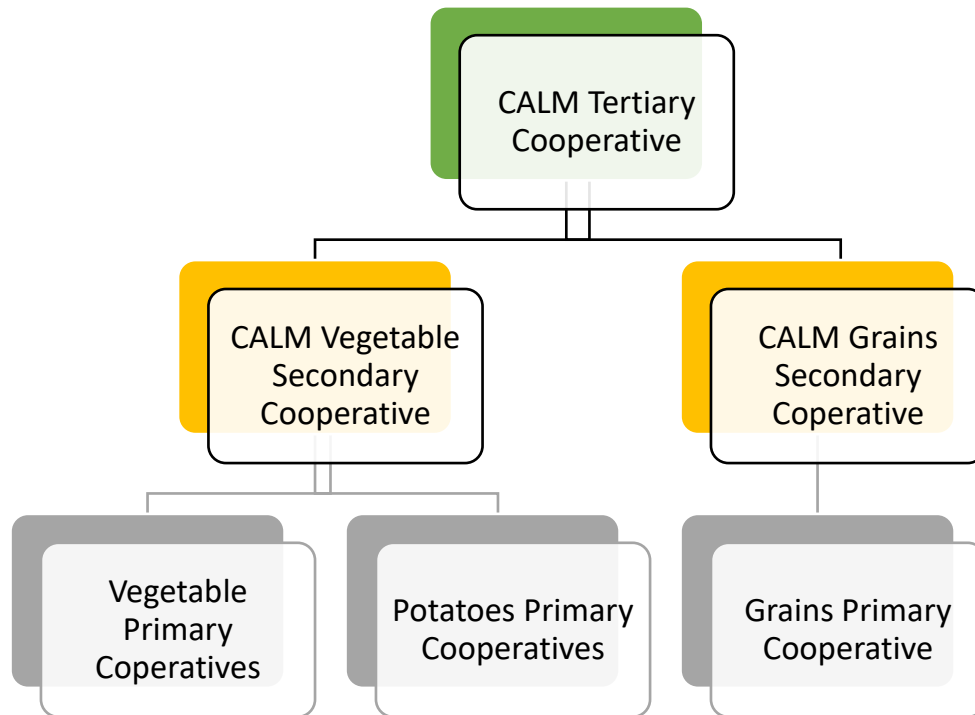 CALM Tertiary
Cooperative
CALM Vegetable
Secondary
Cooperative
CALM Grains
Secondary
Coperative
Vegetable
Primary
Coperatives
Potatoes Primary
Cooperatives
Grains Primary
Cooperative